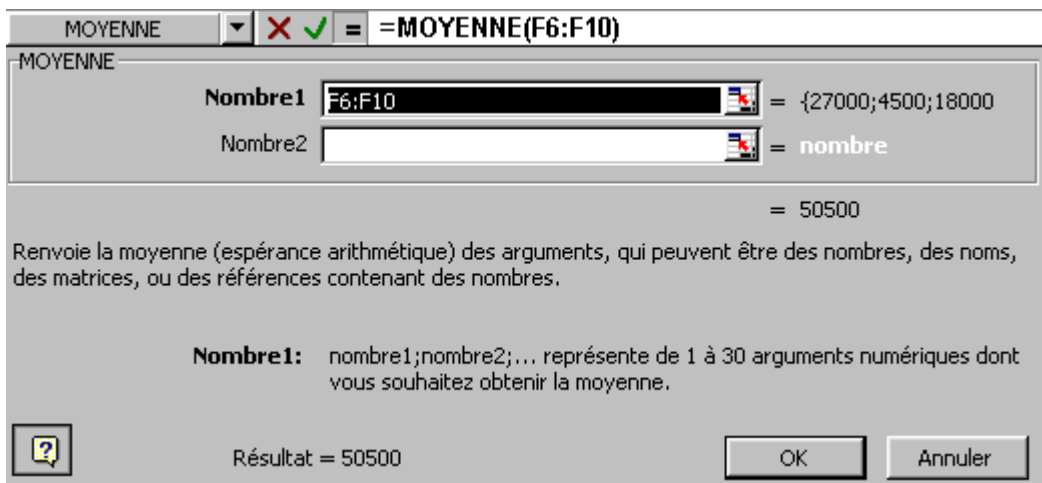 MOYENNE = =MOYENNE(F6:F10)
MOYENNE
Nombre1 F6:F10 = {27000;4500;18000
Nombre2 = nombre
= 50500
Renvoie la moyenne (espérance arithmétique) des arguments, qui peuvent être des nombres, des noms,
des matrices, ou des références contenant des nombres.
Nombre1: nombre1;nombre2;... représente de 1 à 30 arguments numériques dont
vous souhaitez obtenir la moyenne.
? Résultat = 50500 OK Annuler